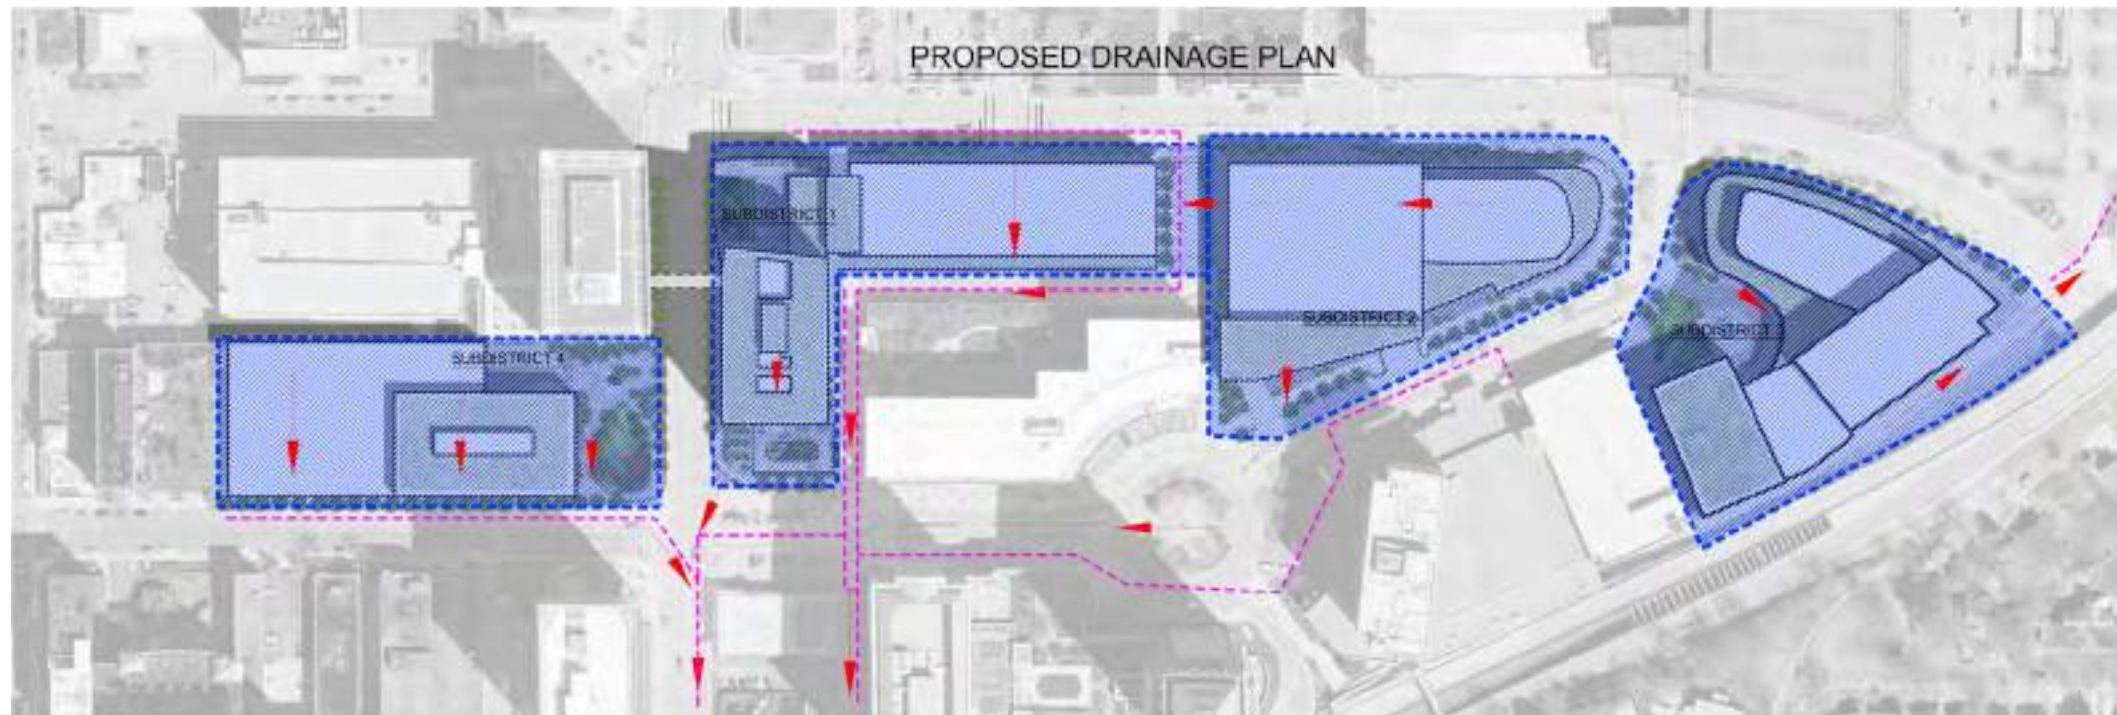 PROPOSED DRAINAGE PLAN
SUBDISTRICT 1
SUBDISTRICT 2
SUBDISTRICT 3
SUBDISTRICT 4